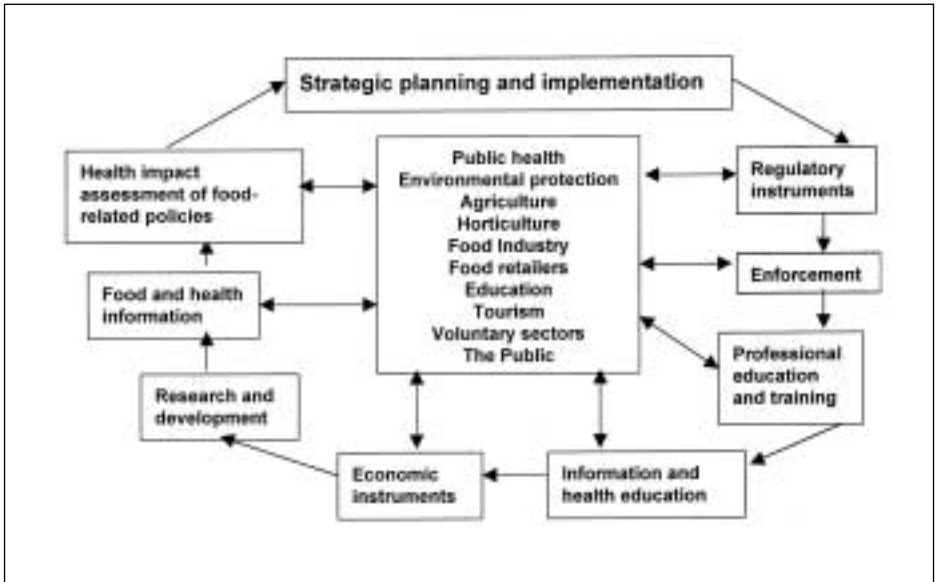 Strategic planning and implementation
Health impact
assessment of food-
related policies
Public health
Environmental protection
Agriculture
Horticulture
Food Industry
Food retailers
Education
Tourism
Voluntary sectors
The Public
Regulatory
instruments
Food and health
information
Enforcement
Professional
education
and training
Research and
development
Economic
instruments
Information and
health education